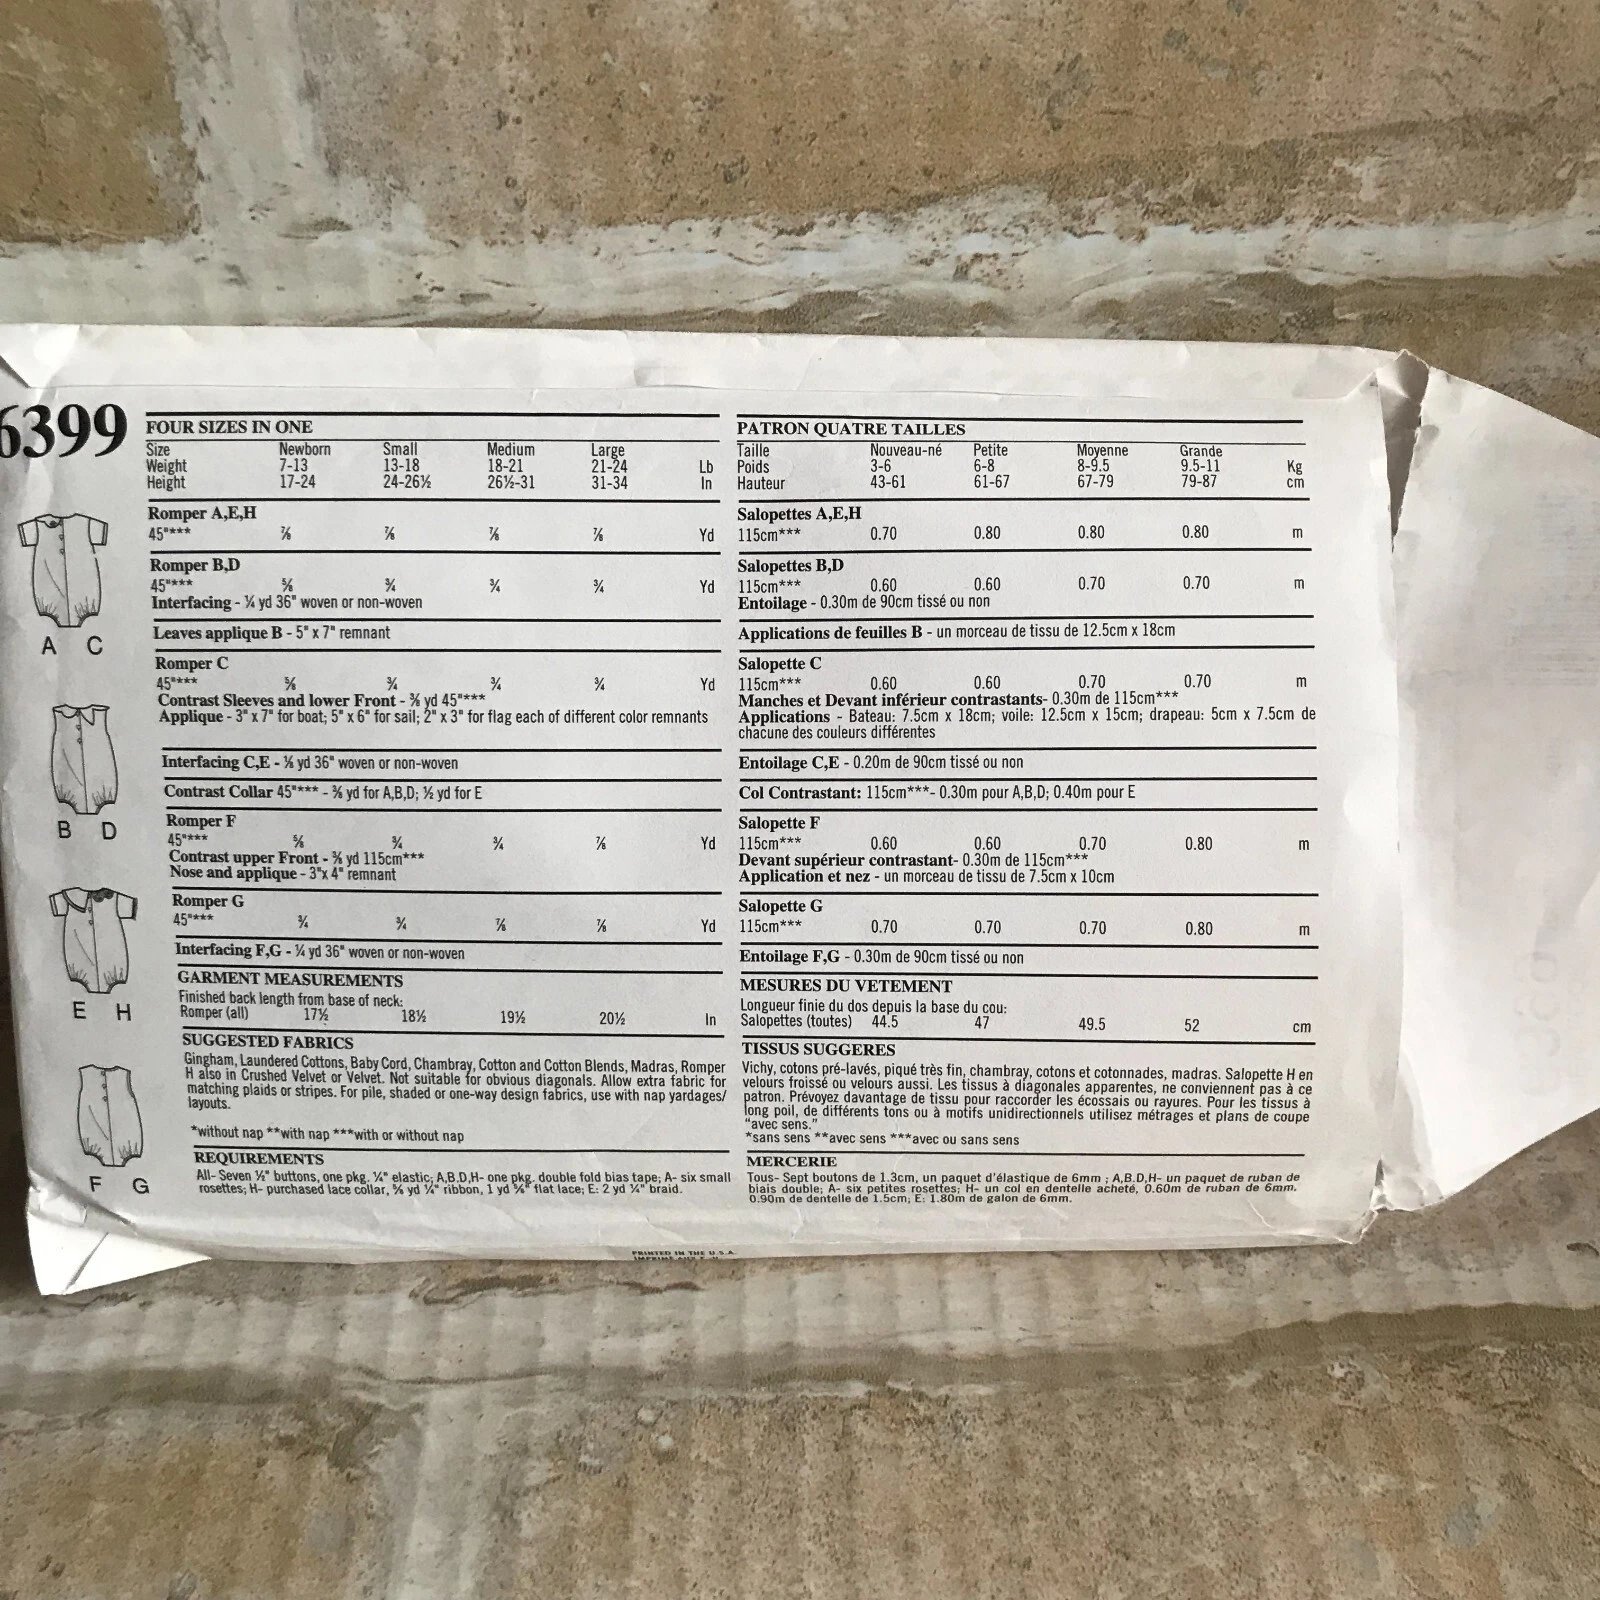 6399
FOUR SIZES IN ONE
Size Newborn Small Medium Large
Weight 7-13 13-18 18-21 21-24 Lb
Height 17-24 24-26½ 26½-31 31-34 In
Romper A,E,H
45"*** ⅞ ⅞ ⅞ ⅞ Yd
Romper B,D
45"*** ⅝ ¾ ¾ ¾ Yd
Interfacing - ¼ yd 36" woven or non-woven
Leaves applique B - 5" x 7" remnant
Romper C
45"*** ⅝ ¾ ¾ ¾ Yd
Contrast Sleeves and lower Front - ⅜ yd 45"***
Applique - 3" x 7" for boat; 5" x 6" for sail; 2" x 3" for flag each of different color remnants
Interfacing C,E - ⅛ yd 36" woven or non-woven
Contrast Collar 45"*** - ⅜ yd for A,B,D; ½ yd for E
Romper F
45"*** ⅝ ¾ ¾ ⅞ Yd
Contrast upper Front - ⅜ yd 115cm***
Nose and applique - 3"x 4" remnant
Romper G
45"*** ¾ ¾ ⅞ ⅞ Yd
Interfacing F,G - ¼ yd 36" woven or non-woven
GARMENT MEASUREMENTS
Finished back length from base of neck:
Romper (all) 17½ 18½ 19½ 20½ In
SUGGESTED FABRICS
Gingham, Laundered Cottons, Baby Cord, Chambray, Cotton and Cotton Blends, Madras, Romper
H also in Crushed Velvet or Velvet. Not suitable for obvious diagonals. Allow extra fabric for
matching plaids or stripes. For pile, shaded or one-way design fabrics, use with nap yardages/
layouts.
*without nap **with nap ***with or without nap
REQUIREMENTS
All- Seven ½" buttons, one pkg. ¼" elastic; A,B,D,H- one pkg. double fold bias tape; A- six small
rosettes; H- purchased lace collar, ⅝ yd ¼" ribbon, 1 yd ⅝" flat lace; E: 2 yd ¼" braid.
PATRON QUATRE TAILLES
Taille Nouveau-né Petite Moyenne Grande
Poids 3-6 6-8 8-9.5 9.5-11 Kg
Hauteur 43-61 61-67 67-79 79-87 cm
Salopettes A,E,H
115cm*** 0.70 0.80 0.80 0.80 m
Salopettes B,D
115cm*** 0.60 0.60 0.70 0.70 m
Entoilage - 0.30m de 90cm tissé ou non
Applications de feuilles B - un morceau de tissu de 12.5cm x 18cm
Salopette C
115cm*** 0.60 0.60 0.70 0.70 m
Manches et Devant inférieur contrastants- 0.30m de 115cm***
Applications - Bateau: 7.5cm x 18cm; voile: 12.5cm x 15cm; drapeau: 5cm x 7.5cm de
chacune des couleurs différentes
Entoilage C,E - 0.20m de 90cm tissé ou non
Col Contrastant: 115cm***- 0.30m pour A,B,D; 0.40m pour E
Salopette F
115cm*** 0.60 0.60 0.70 0.80 m
Devant supérieur contrastant- 0.30m de 115cm***
Application et nez - un morceau de tissu de 7.5cm x 10cm
Salopette G
115cm*** 0.70 0.70 0.70 0.80 m
Entoilage F,G - 0.30m de 90cm tissé ou non
MESURES DU VETEMENT
Longueur finie du dos depuis la base du cou:
Salopettes (toutes) 44.5 47 49.5 52 cm
TISSUS SUGGERES
Vichy, cotons pré-lavés, piqué très fin, chambray, cotons et cotonnades, madras. Salopette H en
velours froissé ou velours aussi. Les tissus à diagonales apparentes, ne conviennent pas à ce
patron. Prévoyez davantage de tissu pour raccorder les écossais ou rayures. Pour les tissus à
long poil, de différents tons ou à motifs unidirectionnels utilisez métrages et plans de coupe
"avec sens."
*sans sens **avec sens ***avec ou sans sens
MERCERIE
Tous- Sept boutons de 1.3cm, un paquet d'élastique de 6mm ; A,B,D,H- un paquet de ruban de
biais double; A- six petites rosettes; H- un col en dentelle acheté, 0.60m de ruban de 6mm.
0.90m de dentelle de 1.5cm; E: 1.80m de galon de 6mm.
A C
B D
E H
F G
PRINTED IN THE U.S.A.